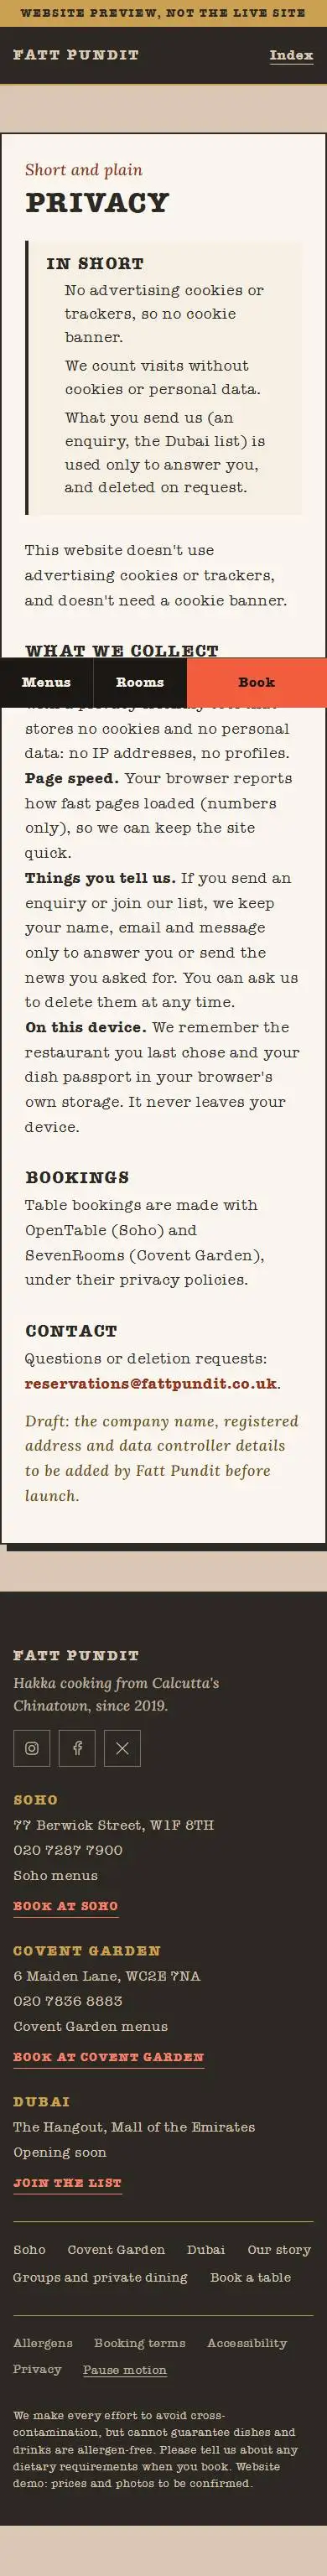 WEBSITE PREVIEW, NOT THE LIVE SITE
FATT PUNDIT
Index
Short and plain
PRIVACY
IN SHORT
No advertising cookies or
trackers, so no cookie
banner.
We count visits without
cookies or personal data.
What you send us (an
enquiry, the Dubai list) is
used only to answer you,
and deleted on request.
This website doesn't use
advertising cookies or trackers,
and doesn't need a cookie banner.
WHAT WE COLLECT
Menus
Rooms
Book
stores no cookies and no personal
data: no IP addresses, no profiles.
Page speed. Your browser reports
how fast pages loaded (numbers
only), so we can keep the site
quick.
Things you tell us. If you send an
enquiry or join our list, we keep
your name, email and message
only to answer you or send the
news you asked for. You can ask us
to delete them at any time.
On this device. We remember the
restaurant you last chose and your
dish passport in your browser's
own storage. It never leaves your
device.
BOOKINGS
Table bookings are made with
OpenTable (Soho) and
SevenRooms (Covent Garden),
under their privacy policies.
CONTACT
Questions or deletion requests:
reservations@fattpundit.co.uk.
Draft: the company name, registered
address and data controller details
to be added by Fatt Pundit before
launch.
FATT PUNDIT
Hakka cooking from Calcutta's
Chinatown, since 2019.
SOHO
77 Berwick Street, W1F 8TH
020 7287 7900
Soho menus
BOOK AT SOHO
COVENT GARDEN
6 Maiden Lane, WC2E 7NA
020 7836 8883
Covent Garden menus
BOOK AT COVENT GARDEN
DUBAI
The Hangout, Mall of the Emirates
Opening soon
JOIN THE LIST
Soho Covent Garden Dubai Our story
Groups and private dining Book a table
Allergens Booking terms Accessibility
Privacy Pause motion
We make every effort to avoid cross-
contamination, but cannot guarantee dishes and
drinks are allergen-free. Please tell us about any
dietary requirements when you book. Website
demo: prices and photos to be confirmed.